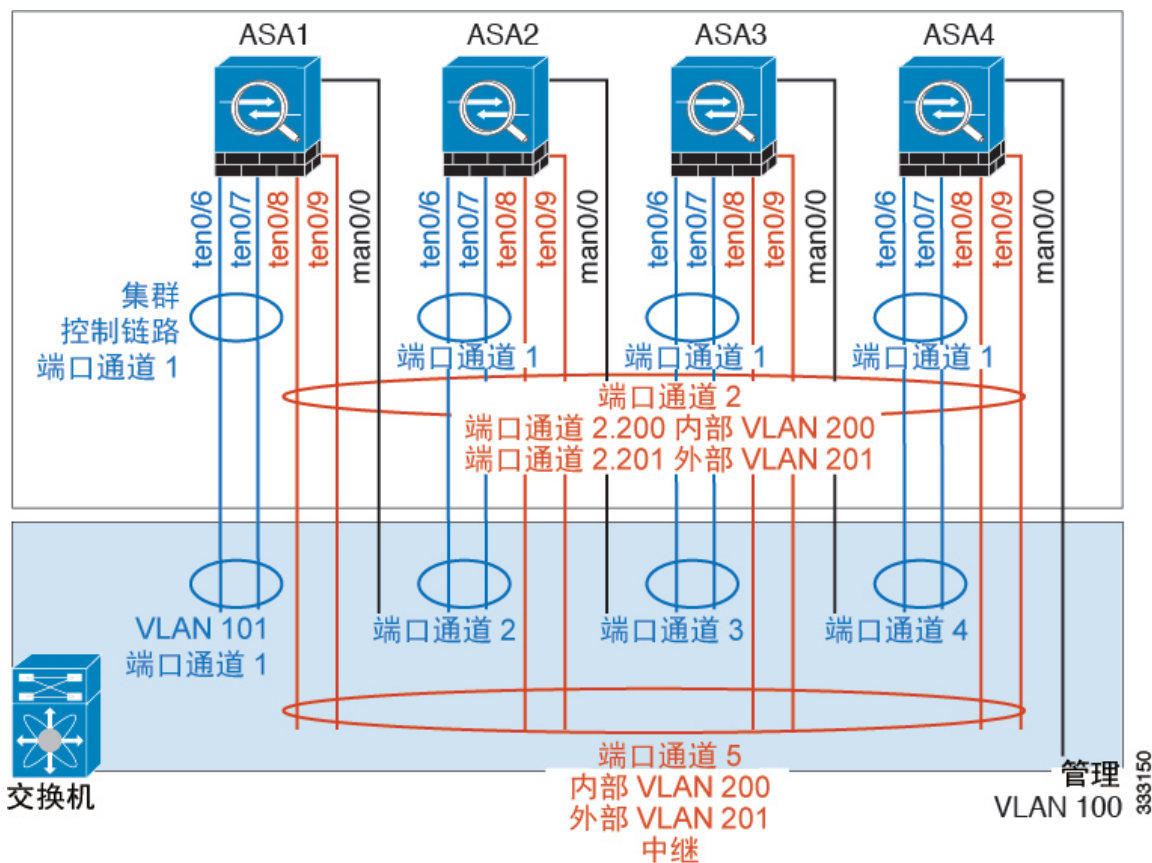 ASA1
ASA2
ASA3
ASA4
ten0/6
ten0/7
ten0/8
ten0/9
man0/0
ten0/6
ten0/7
ten0/8
ten0/9
man0/0
ten0/6
ten0/7
ten0/8
ten0/9
man0/0
ten0/6
ten0/7
ten0/8
ten0/9
man0/0
集群
控制链路
端口通道 1
端口通道 1
端口通道 1
端口通道 1
端口通道 2
端口通道 2.200 内部 VLAN 200
端口通道 2.201 外部 VLAN 201
VLAN 101
端口通道 1
端口通道 2
端口通道 3
端口通道 4
端口通道 5
内部 VLAN 200
外部 VLAN 201
中继
交换机
管理
VLAN 100
333150